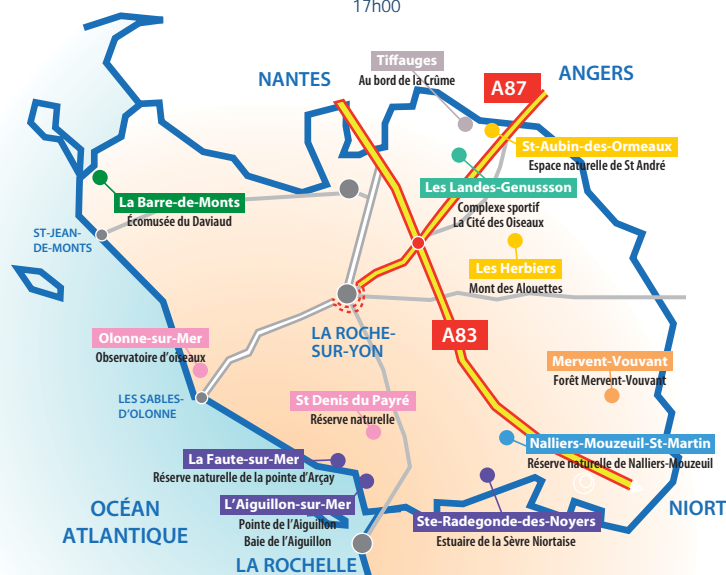 17h00
Tiffauges
Au bord de la Crûme
NANTES
ANGERS
A87
St-Aubin-des-Ormeaux
Espace naturelle de St André
Les Landes-Genussson
Complexe sportif
La Cité des Oiseaux
La Barre-de-Monts
Écomusée du Daviaud
ST-JEAN-
DE-MONTS
Les Herbiers
Mont des Alouettes
LA ROCHE-
SUR-YON
A83
Olonne-sur-Mer
Observatoire d'oiseaux
Mervent-Vouvant
Forêt Mervent-Vouvant
LES SABLES-
D'OLONNE
St Denis du Payré
Réserve naturelle
Nalliers-Mouzeuil-St-Martin
Réserve naturelle de Nalliers-Mouzeuil
La Faute-sur-Mer
Réserve naturelle de la pointe d'Arçay
L'Aiguillon-sur-Mer
Pointe de l'Aiguillon
Baie de l'Aiguillon
OCÉAN
ATLANTIQUE
Ste-Radegonde-des-Noyers
Estuaire de la Sèvre Niortaise
NIORT
LA ROCHELLE
©